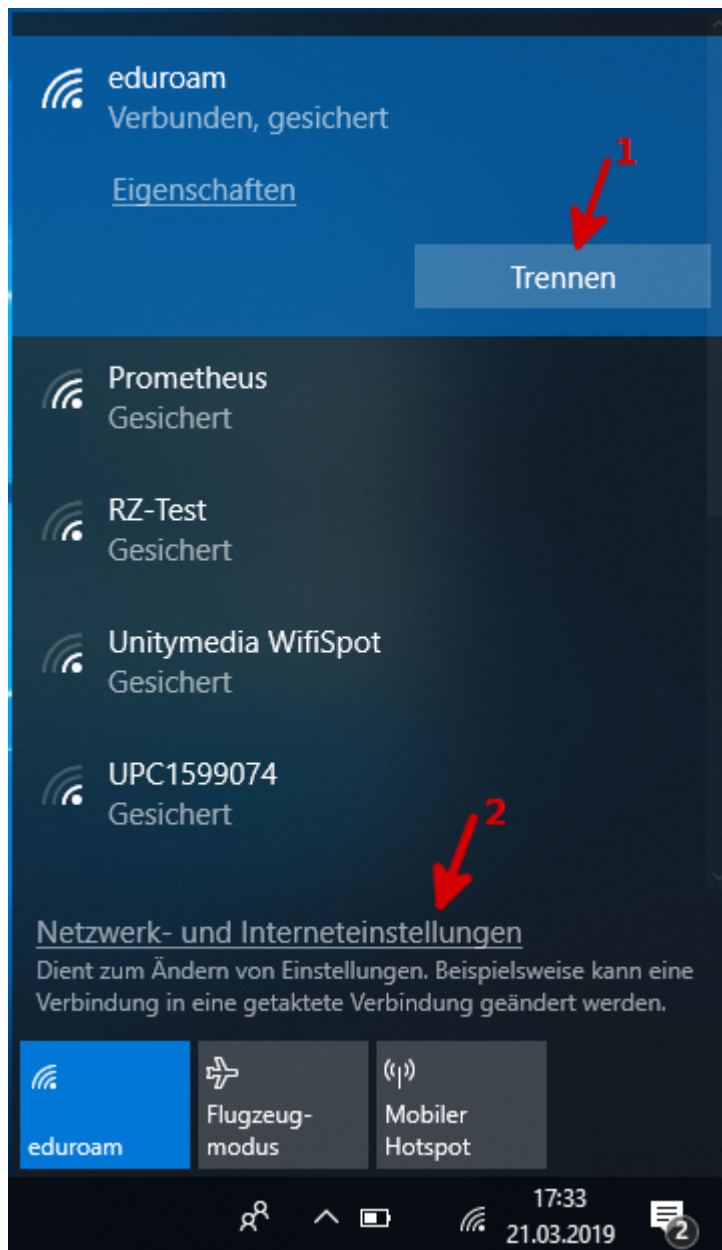 eduroam
Verbunden, gesichert
1
Eigenschaften
Trennen
Prometheus
Gesichert
RZ-Test
Gesichert
Unitymedia WifiSpot
Gesichert
UPC1599074
Gesichert
2
Netzwerk- und Interneteinstellungen
Dient zum Ändern von Einstellungen. Beispielsweise kann eine
Verbindung in eine getaktete Verbindung geändert werden.
eduroam
Flugzeug-
modus
Mobiler
Hotspot
17:33
21.03.2019
2